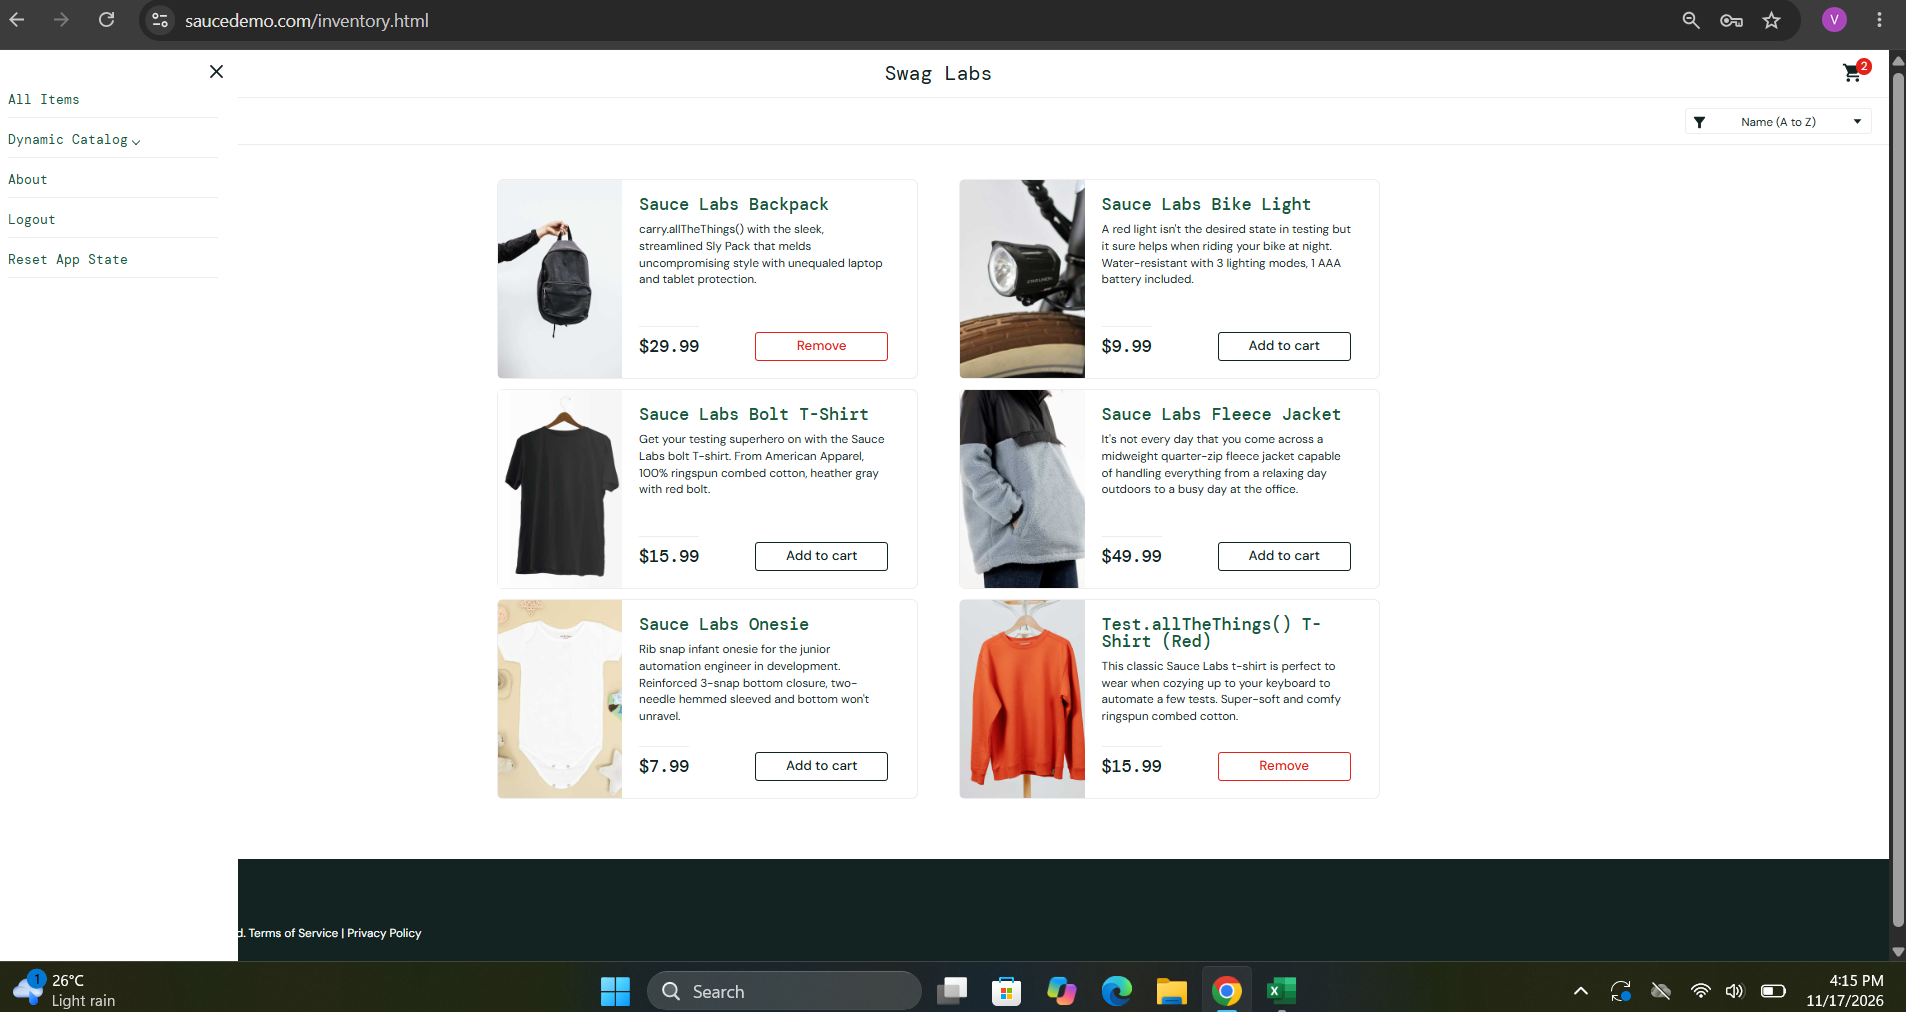 saucedemo.com/inventory.html
V
All Items
Dynamic Catalog
About
Logout
Reset App State
Swag Labs
2
Name (A to Z)
Sauce Labs Backpack
carry.allTheThings() with the sleek,
streamlined Sly Pack that melds
uncompromising style with unequaled laptop
and tablet protection.
$29.99
Remove
Sauce Labs Bike Light
A red light isn't the desired state in testing but
it sure helps when riding your bike at night.
Water-resistant with 3 lighting modes, 1 AAA
battery included.
$9.99
Add to cart
Sauce Labs Bolt T-Shirt
Get your testing superhero on with the Sauce
Labs bolt T-shirt. From American Apparel,
100% ringspun combed cotton, heather gray
with red bolt.
$15.99
Add to cart
Sauce Labs Fleece Jacket
It's not every day that you come across a
midweight quarter-zip fleece jacket capable
of handling everything from a relaxing day
outdoors to a busy day at the office.
$49.99
Add to cart
Sauce Labs Onesie
Rib snap infant onesie for the junior
automation engineer in development.
Reinforced 3-snap bottom closure, two-
needle hemmed sleeved and bottom won't
unravel.
$7.99
Add to cart
Test.allTheThings() T-
Shirt (Red)
This classic Sauce Labs t-shirt is perfect to
wear when cozying up to your keyboard to
automate a few tests. Super-soft and comfy
ringspun combed cotton.
$15.99
Remove
d. Terms of Service | Privacy Policy
1
26°C
Light rain
Search
4:15 PM
11/17/2026